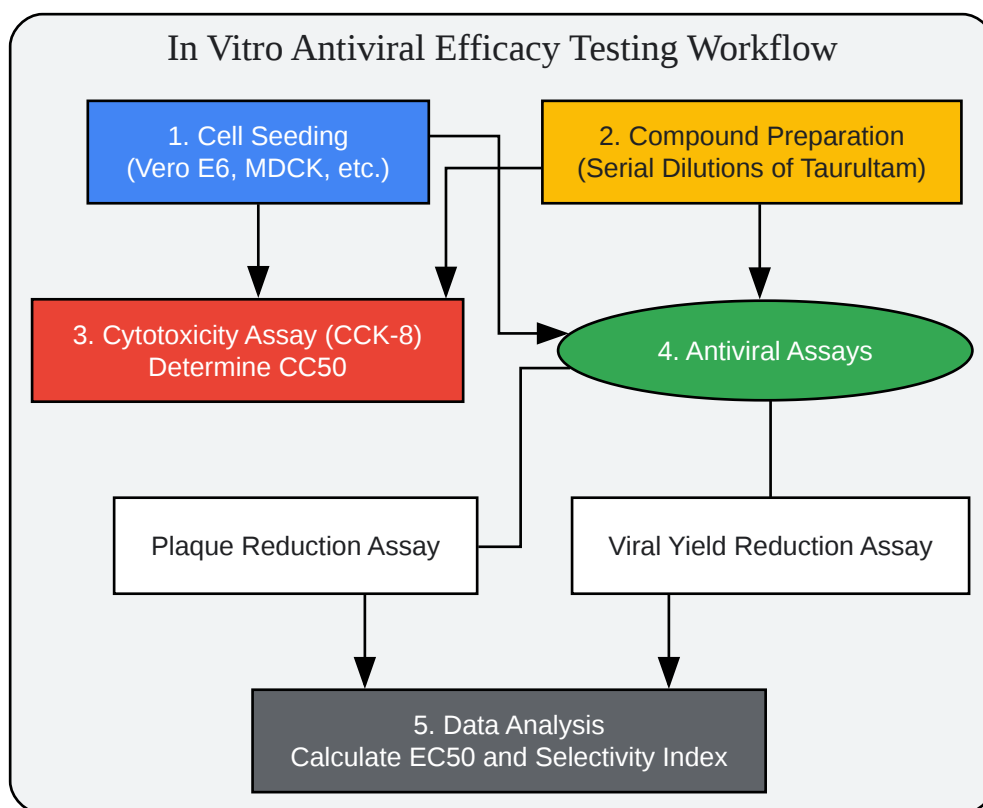 In Vitro Antiviral Efficacy Testing Workflow
1. Cell Seeding
(Vero E6, MDCK, etc.)
2. Compound Preparation
(Serial Dilutions of Taurultam)
3. Cytotoxicity Assay (CCK-8)
Determine CC50
4. Antiviral Assays
Plaque Reduction Assay
Viral Yield Reduction Assay
5. Data Analysis
Calculate EC50 and Selectivity Index